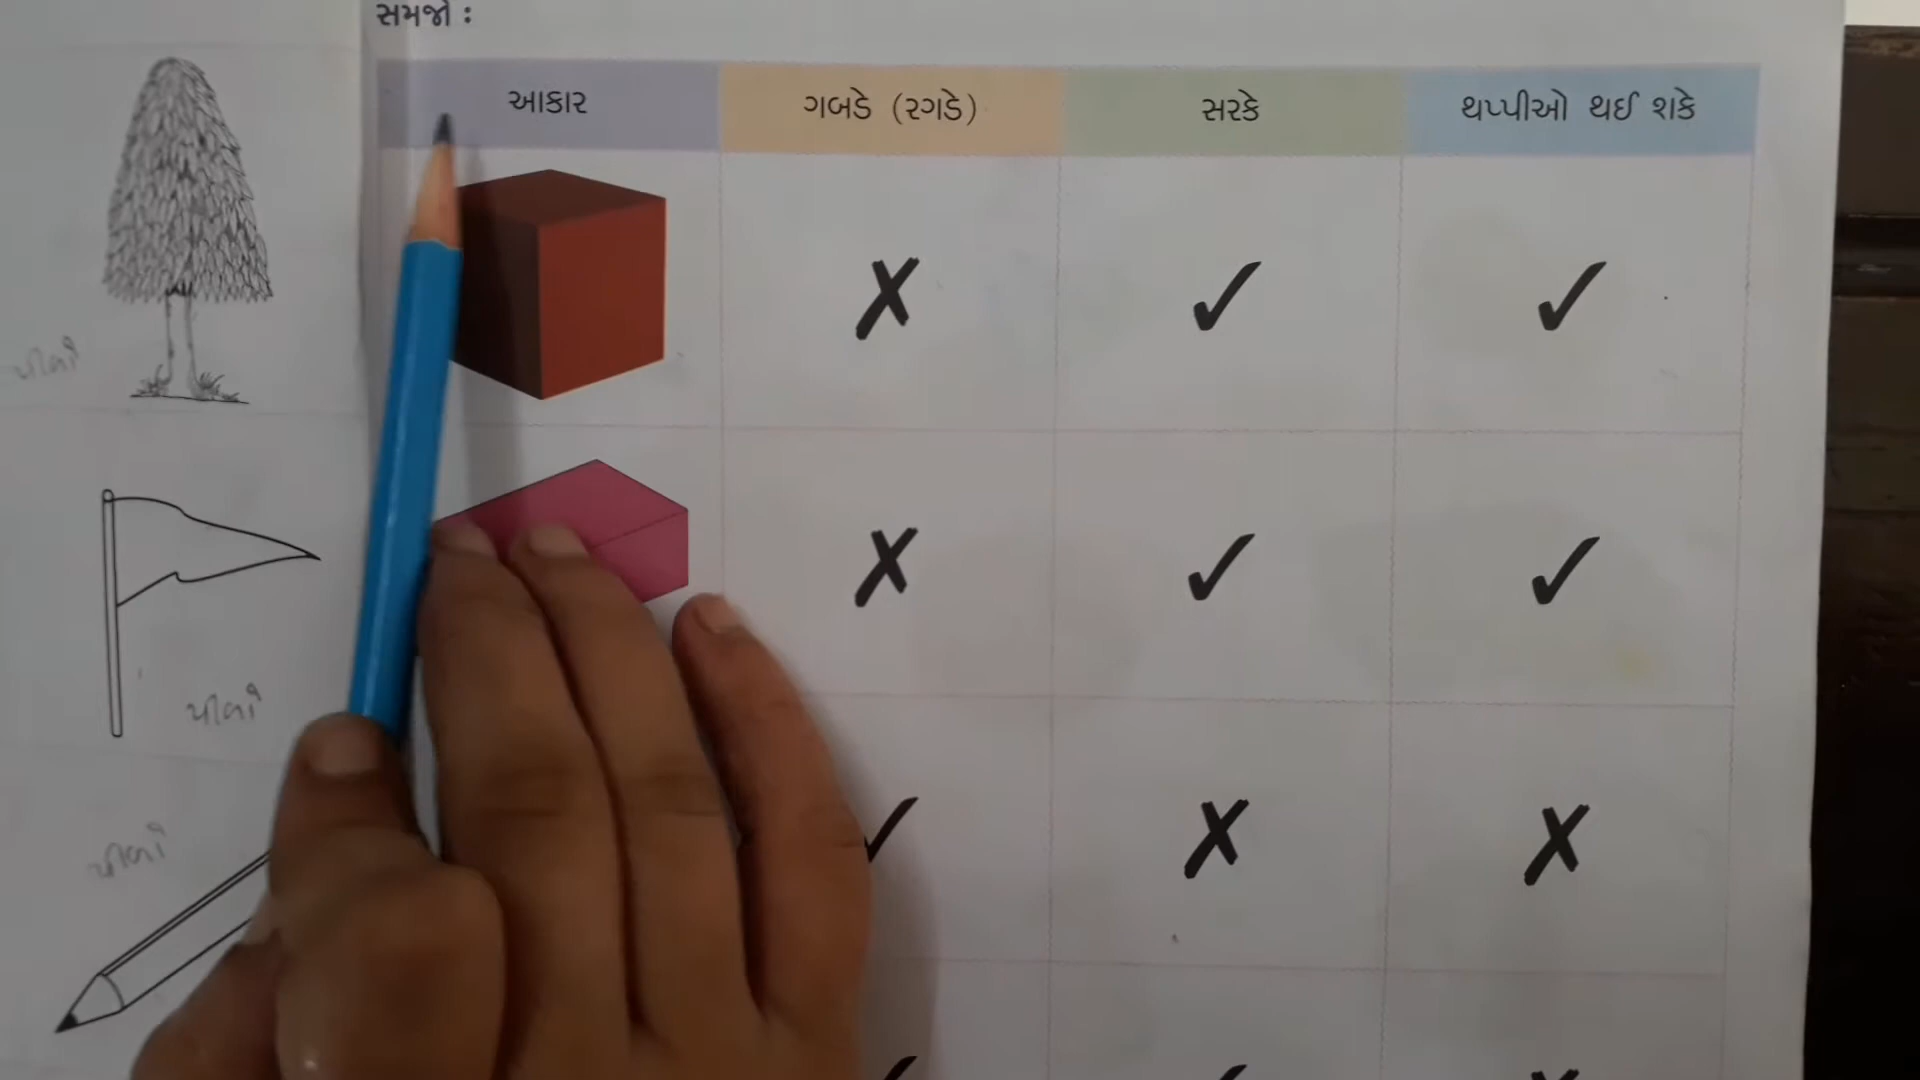 સમજો :
આકાર
ગબડે (રગડે)
સરકે
થપ્પીઓ થઈ શકે
✗ ✓ ✓
✗ ✓ ✓
✓ ✗ ✗